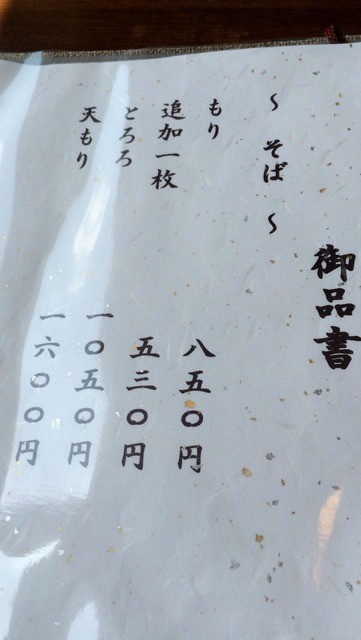 御品書
～ そば ～
もり 八五〇円
追加一枚 五三〇円
とろろ 一〇五〇円
天もり 一六〇〇円